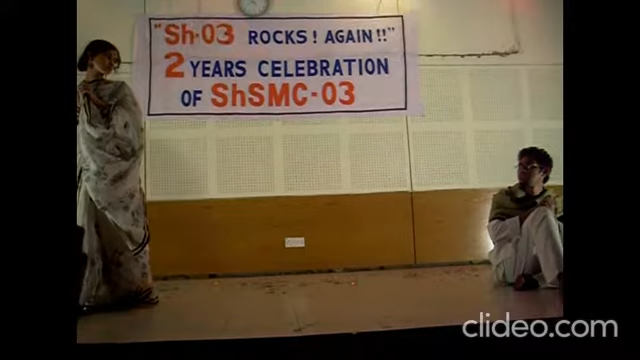 "Sh-03 ROCKS! AGAIN!!"
2 YEARS CELEBRATION
OF ShSMC-03
clideo.com